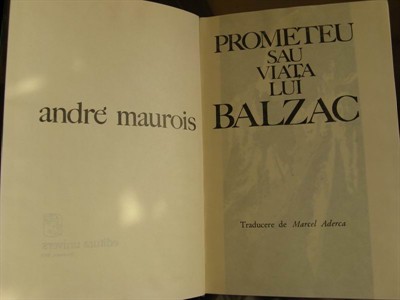 andré maurois
PROMETEU
SAU
VIAȚA
LUI
BALZAC
Traducere de Marcel Aderca